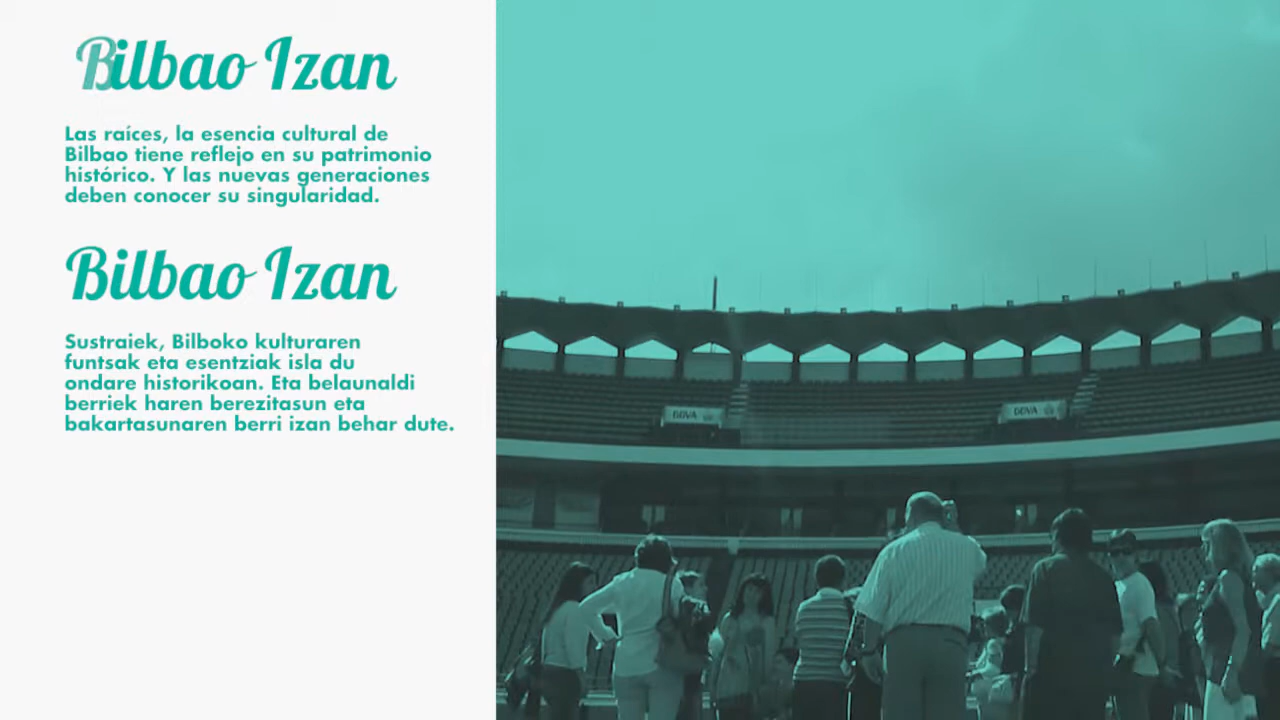 Bilbao Izan
Las raíces, la esencia cultural de
Bilbao tiene reflejo en su patrimonio
histórico. Y las nuevas generaciones
deben conocer su singularidad.
Bilbao Izan
Sustraiek, Bilboko kulturaren
funtsak eta esentziak isla du
ondare historikoan. Eta belaunaldi
berriek haren berezitasun eta
bakartasunaren berri izan behar dute.
BBVA
BBVA